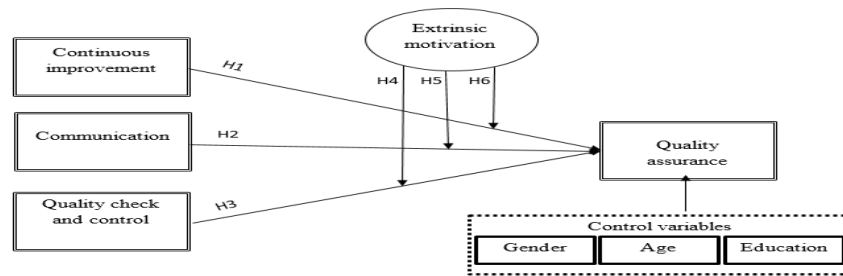 Extrinsic
motivation
Continuous
improvement
H1
H4
H5
H6
Communication
H2
Quality
assurance
Quality check
and control
H3
Control variables
Gender
Age
Education